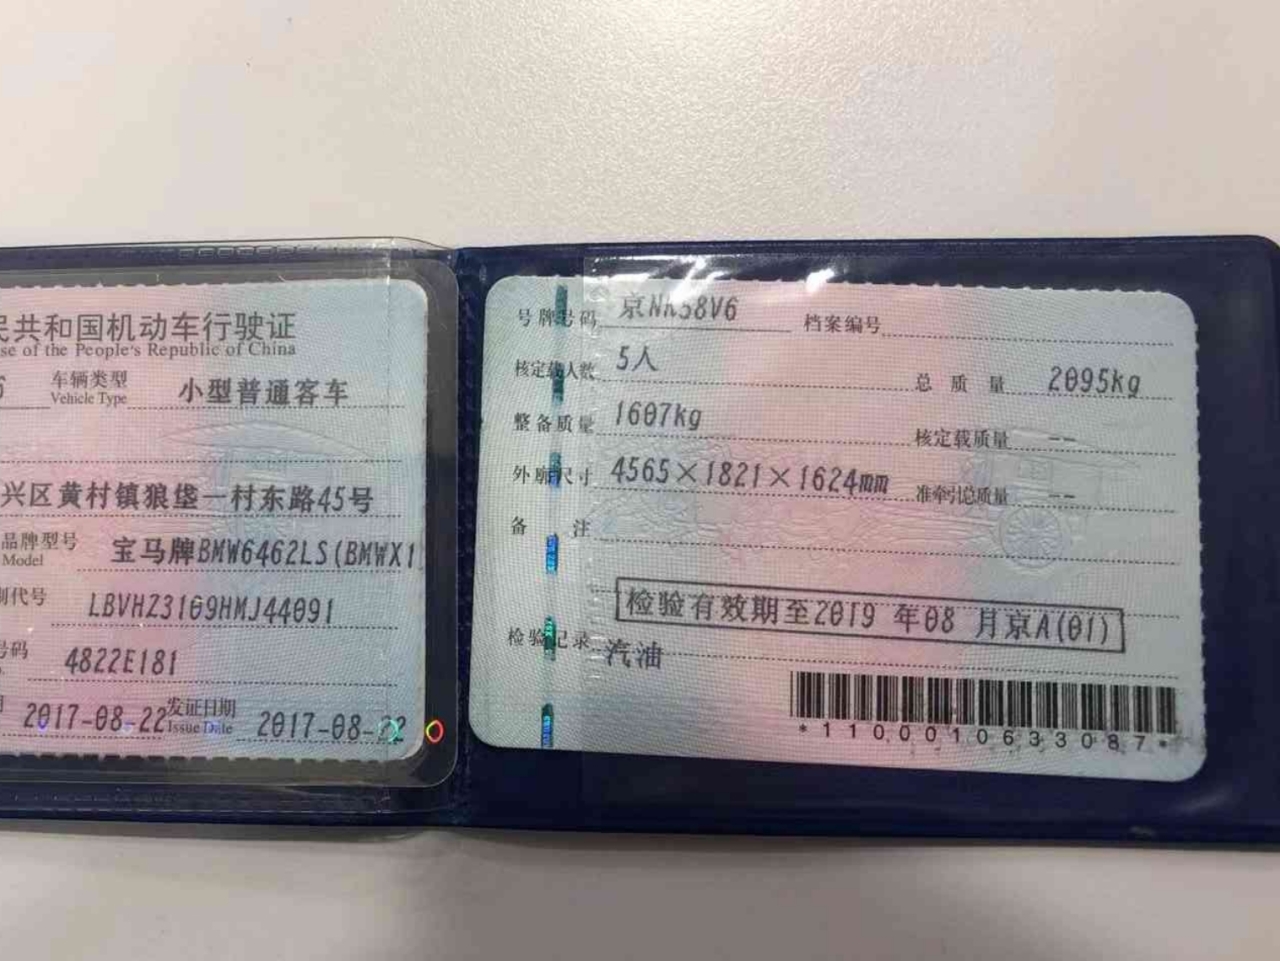 民共和国机动车行驶证
se of the People's Republic of China
6 车辆类型 小型普通客车
Vehicle Type
兴区黄村镇狼垡一村东路45号
品牌型号 宝马牌BMW6462LS(BMWX1
Model
别代号 LBVHZ3109HMJ44091
号码 4822E181
2017-08-22 发证日期 2017-08-22
Issue Date
号牌号码 档案编号
核定载人数 5人 总质量 2095kg
整备质量 1607kg 核定载质量 --
外廓尺寸 4565×1821×1624mm 准牵引总质量 --
备注
检验有效期至2019 年08 月京A(01)
检验记录 汽油
*1100010633087*